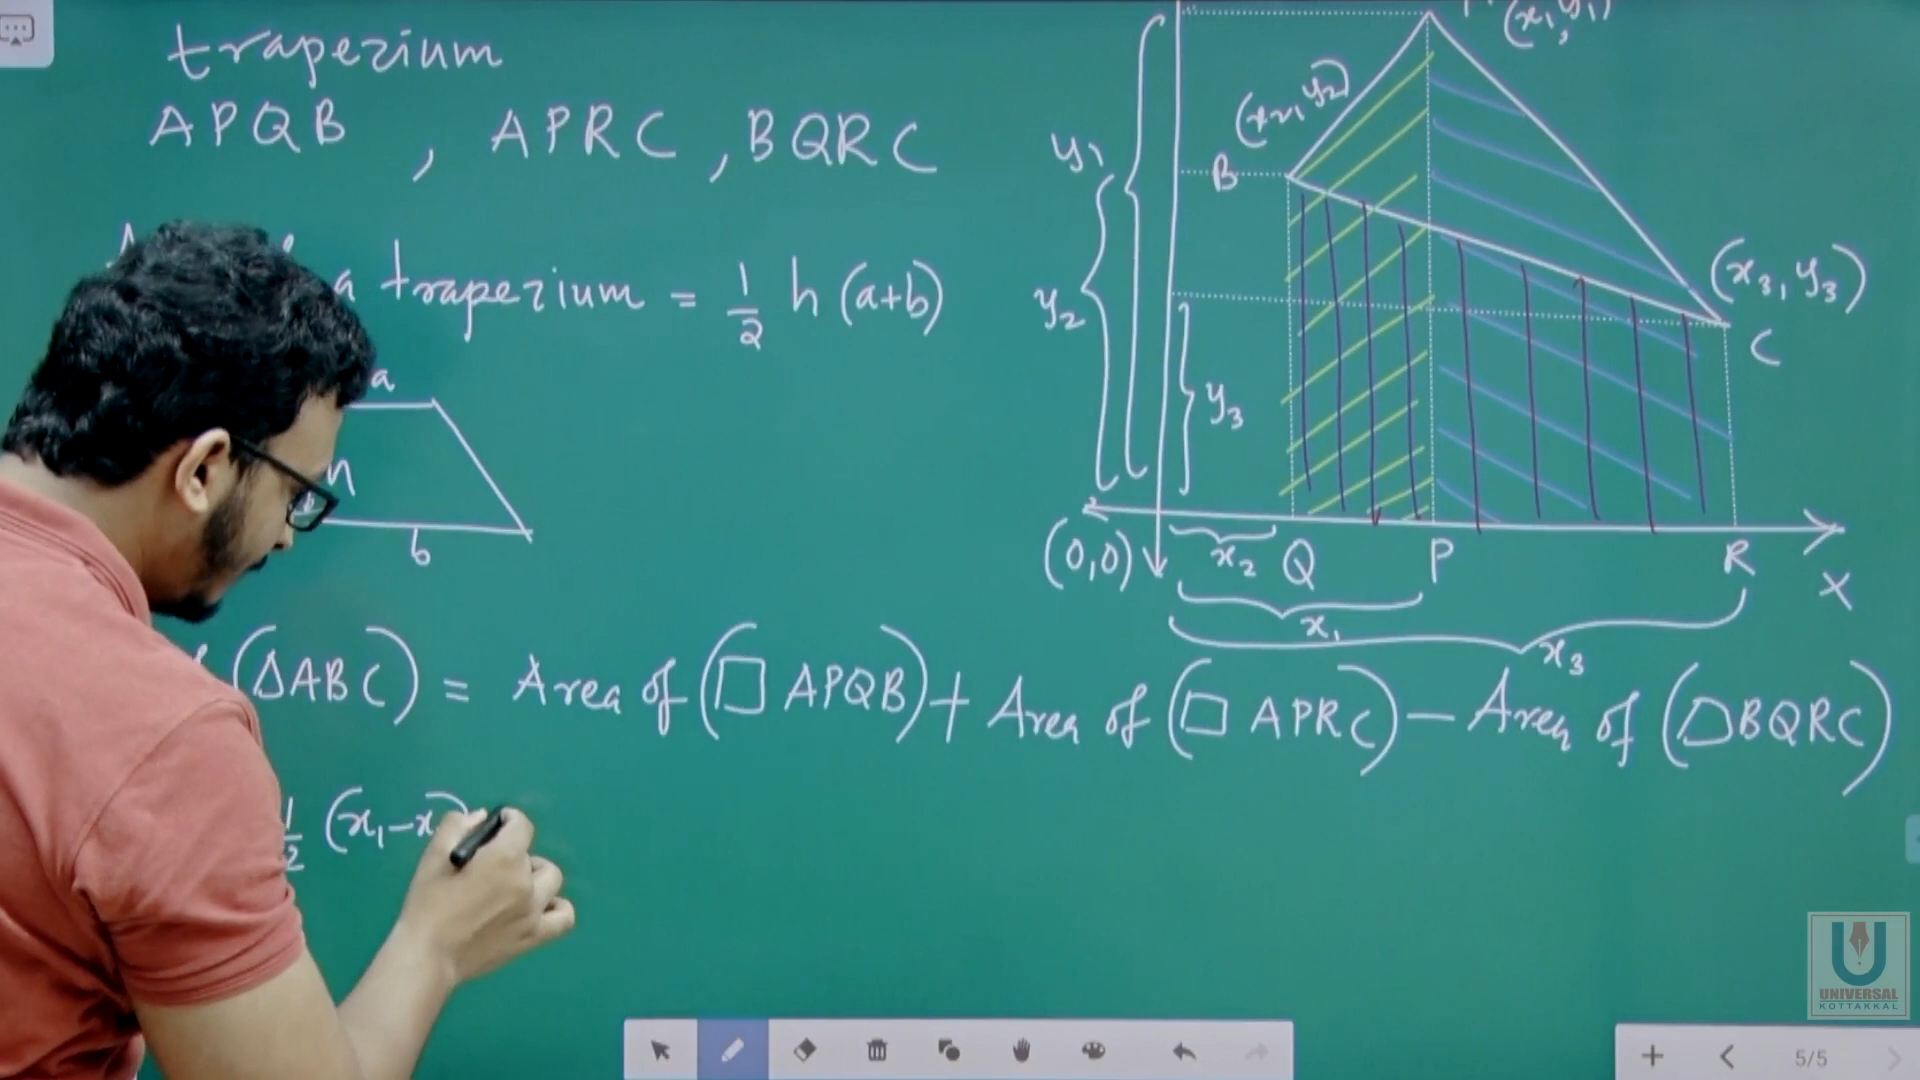 trapezium
APQB , APRC , BQRC
a trapezium = 1/2 h (a+b)
a
h
b
(x1, y1)
(x2, y2)
y1
B
(x3, y3)
y2
C
y3
(0,0)
x2 Q P R
X
x1
x3
(△ABC) = Area of (□ APQB) + Area of (□ APRC) − Area of (△BQRC)
1/2 (x1 − x
U
UNIVERSAL
KOTTAKKAL
5/5